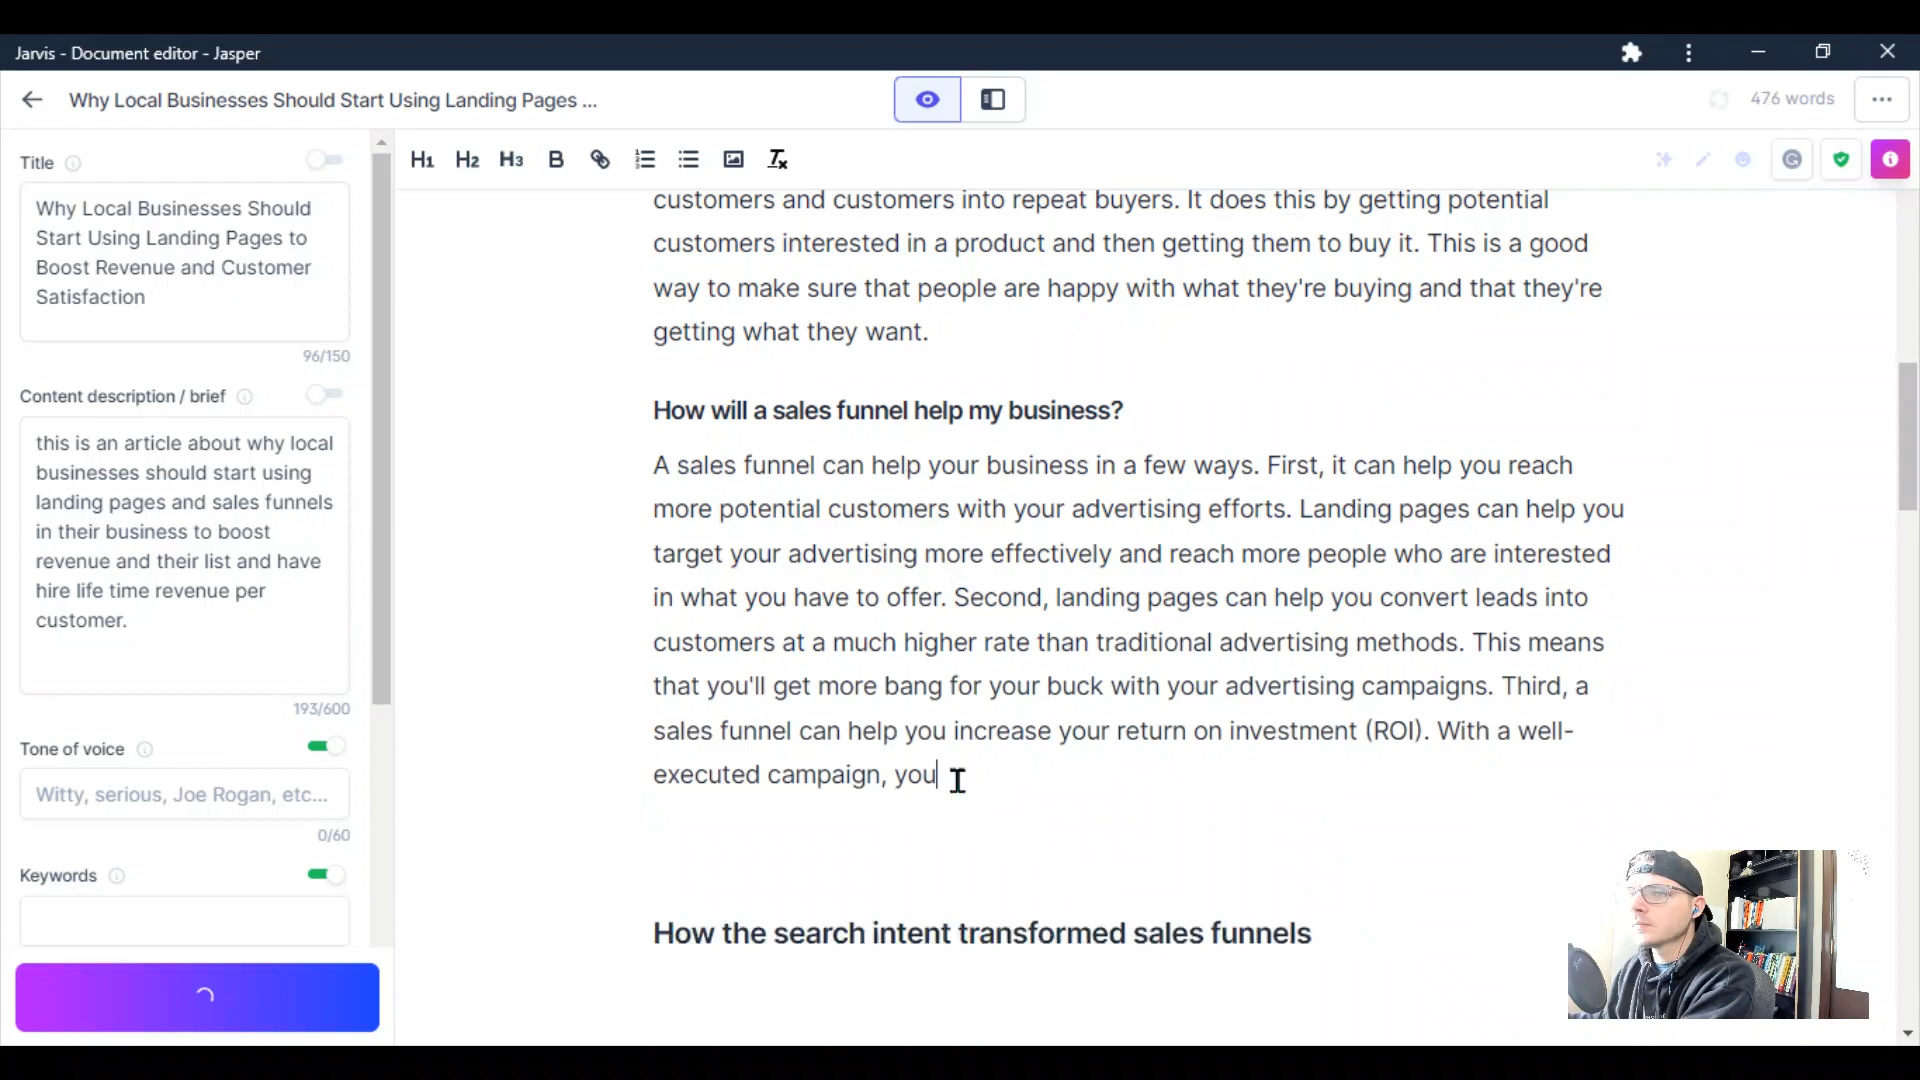 Jarvis - Document editor - Jasper
Why Local Businesses Should Start Using Landing Pages ...
476 words
Title
Why Local Businesses Should
Start Using Landing Pages to
Boost Revenue and Customer
Satisfaction
96/150
Content description / brief
this is an article about why local
businesses should start using
landing pages and sales funnels
in their business to boost
revenue and their list and have
hire life time revenue per
customer.
193/600
Tone of voice
Witty, serious, Joe Rogan, etc...
0/60
Keywords
H1 H2 H3 B
customers and customers into repeat buyers. It does this by getting potential
customers interested in a product and then getting them to buy it. This is a good
way to make sure that people are happy with what they're buying and that they're
getting what they want.
How will a sales funnel help my business?
A sales funnel can help your business in a few ways. First, it can help you reach
more potential customers with your advertising efforts. Landing pages can help you
target your advertising more effectively and reach more people who are interested
in what you have to offer. Second, landing pages can help you convert leads into
customers at a much higher rate than traditional advertising methods. This means
that you'll get more bang for your buck with your advertising campaigns. Third, a
sales funnel can help you increase your return on investment (ROI). With a well-
executed campaign, you
How the search intent transformed sales funnels